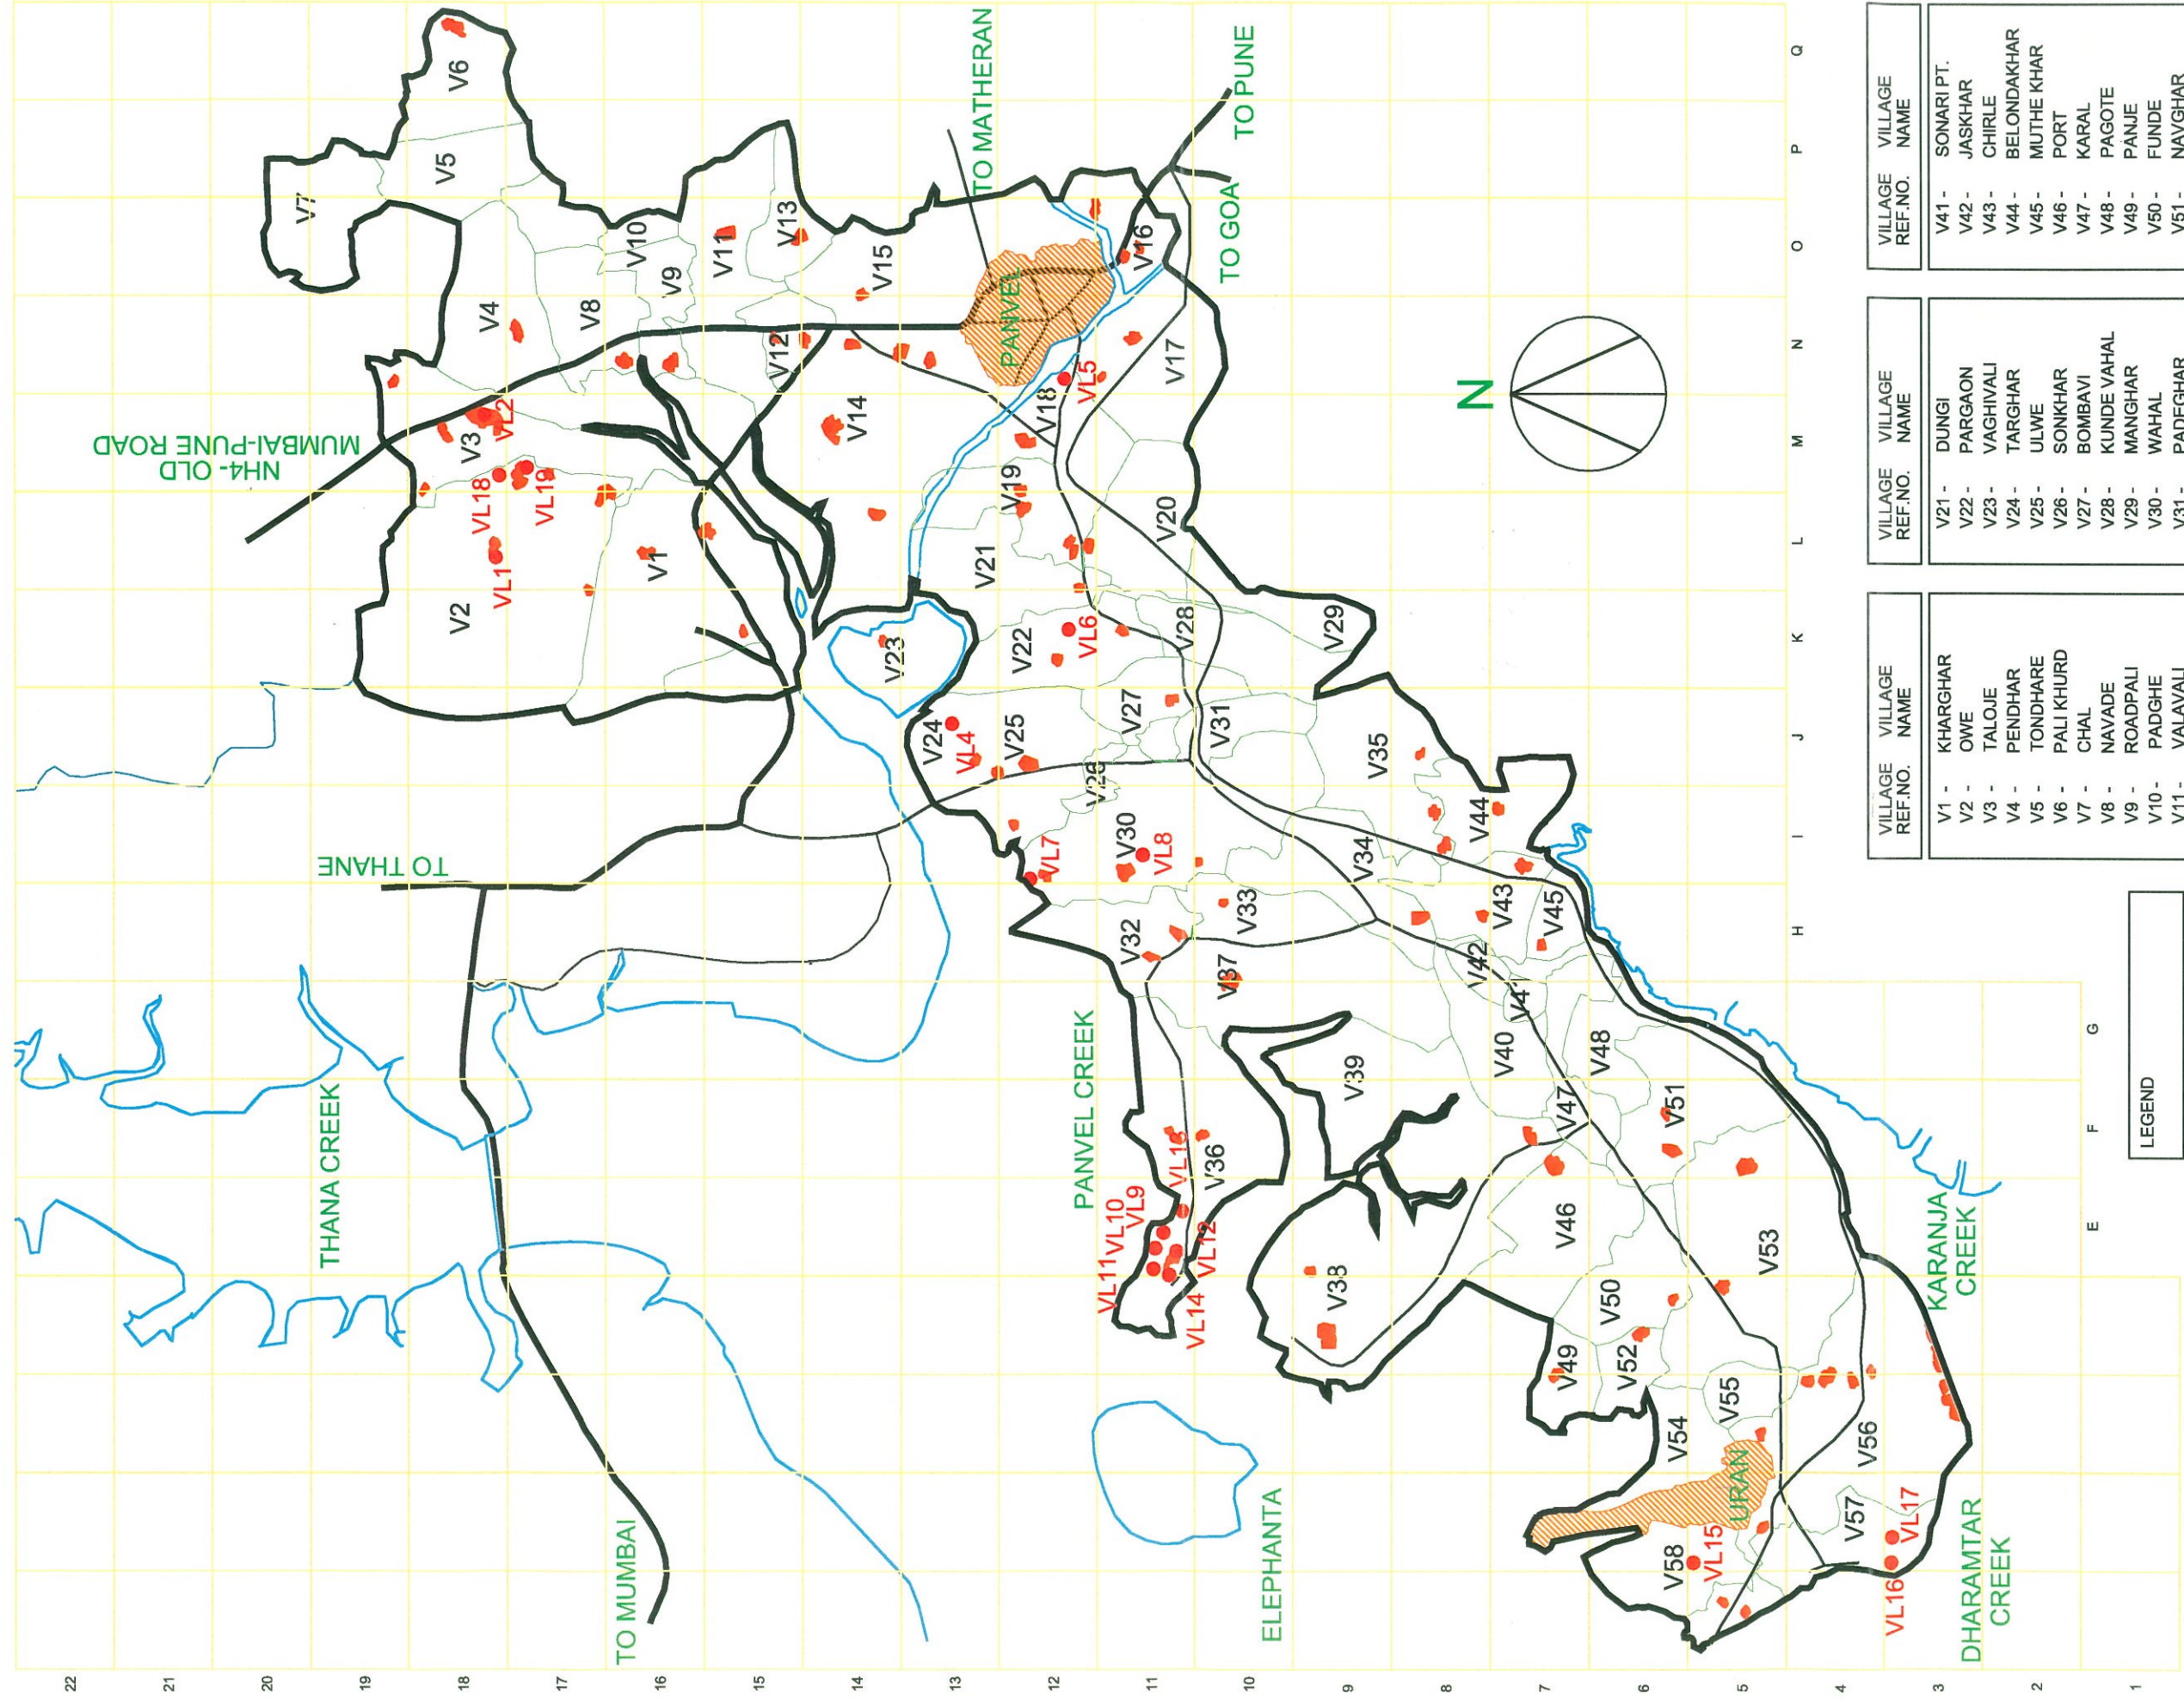 NH4- OLD
MUMBAI-PUNE ROAD
TO THANE
THANA CREEK
TO MUMBAI
PANVEL CREEK
ELEPHANTA
TO MATHERAN
TO PUNE
TO GOA
PANVEL
URAN
KARANJA
CREEK
DHARAMTAR
CREEK
N
V1
V2
V3
V4
V5
V6
V7
V8
V9
V10
V11
V12
V13
V14
V15
V16
V17
V18
V19
V20
V21
V22
V23
V24
V25
V26
V27
V28
V29
V30
V31
V32
V33
V34
V35
V36
V37
V38
V39
V40
V41
V42
V43
V44
V45
V46
V47
V48
V49
V50
V51
V52
V53
V54
V55
V56
V57
V58
VL1
VL2
VL18
VL19
VL4
VL5
VL6
VL7
VL8
VL9
VL10
VL11
VL12
VL14
VL15
VL16
VL17
22
21
20
19
18
17
16
15
14
13
12
11
10
9
8
7
6
5
4
3
2
1
E
F
G
H
I
J
K
L
M
N
O
P
Q
LEGEND
VILLAGE VILLAGE
REF.NO. NAME
V1 - KHARGHAR
V2 - OWE
V3 - TALOJE
V4 - PENDHAR
V5 - TONDHARE
V6 - PALI KHURD
V7 - CHAL
V8 - NAVADE
V9 - ROADPALI
V10 - PADGHE
V11 - VALAVALI
VILLAGE VILLAGE
REF.NO. NAME
V21 - DUNGI
V22 - PARGAON
V23 - VAGHIVALI
V24 - TARGHAR
V25 - ULWE
V26 - SONKHAR
V27 - BOMBAVI
V28 - KUNDE VAHAL
V29 - MANGHAR
V30 - WAHAL
V31 - PADEGHAR
VILLAGE VILLAGE
REF.NO. NAME
V41 - SONARI PT.
V42 - JASKHAR
V43 - CHIRLE
V44 - BELONDAKHAR
V45 - MUTHE KHAR
V46 - PORT
V47 - KARAL
V48 - PAGOTE
V49 - PANJE
V50 - FUNDE
V51 - NAVGHAR